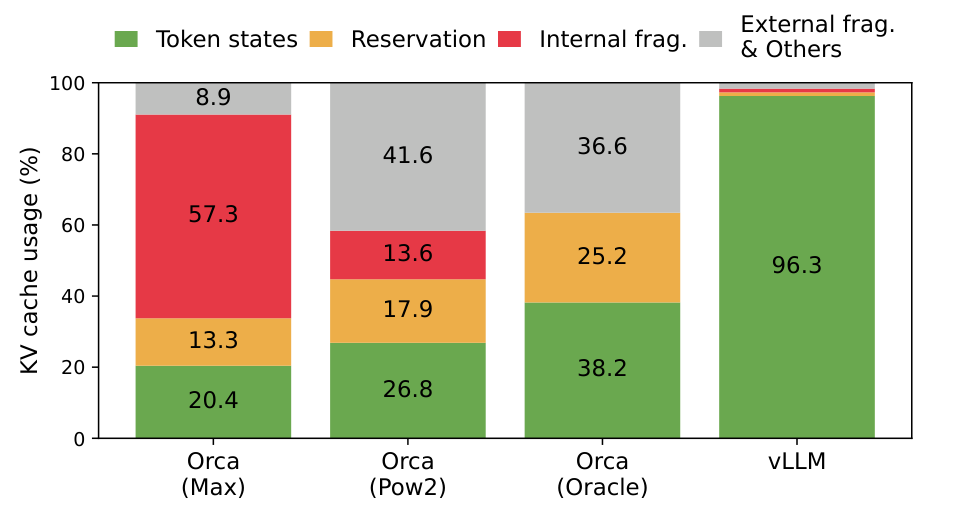 Token states Reservation Internal frag. External frag.
& Others
KV cache usage (%)
100
80
60
40
20
0
8.9
57.3
13.3
20.4
41.6
13.6
17.9
26.8
36.6
25.2
38.2
96.3
Orca
(Max)
Orca
(Pow2)
Orca
(Oracle)
vLLM